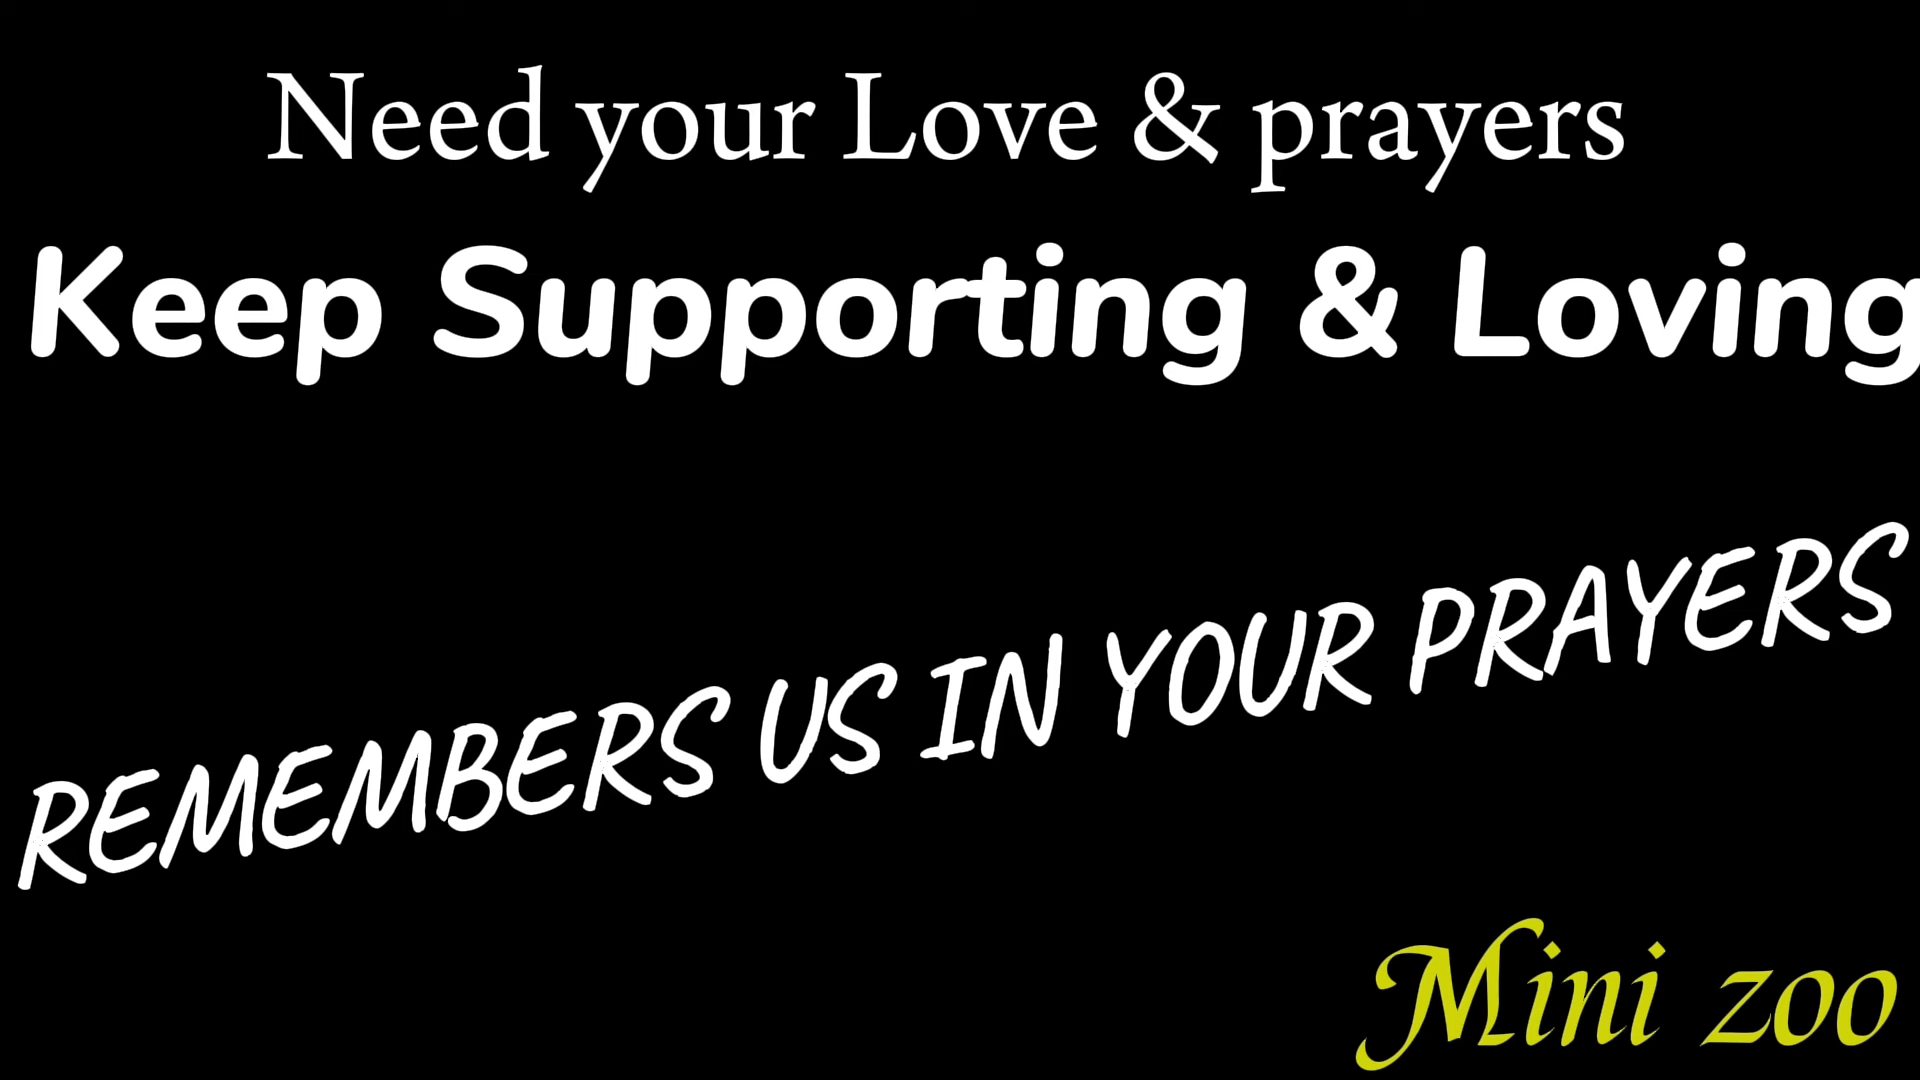 Need your Love & prayers
Keep Supporting & Loving
REMEMBERS US IN YOUR PRAYERS
Mini zoo